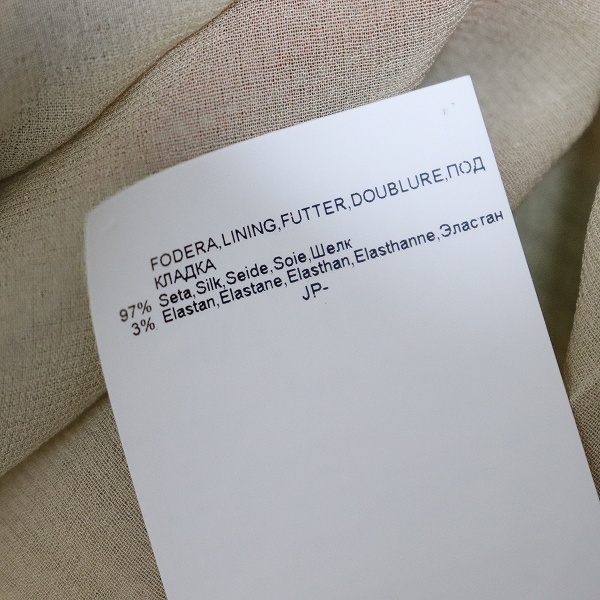 FODERA,LINING,FUTTER,DOUBLURE,ПОД
КЛАДКА
97% Seta,Silk,Seide,Soie,Шелк
3% Elastan,Elastane,Elasthan,Elasthanne,Эластан
JP-